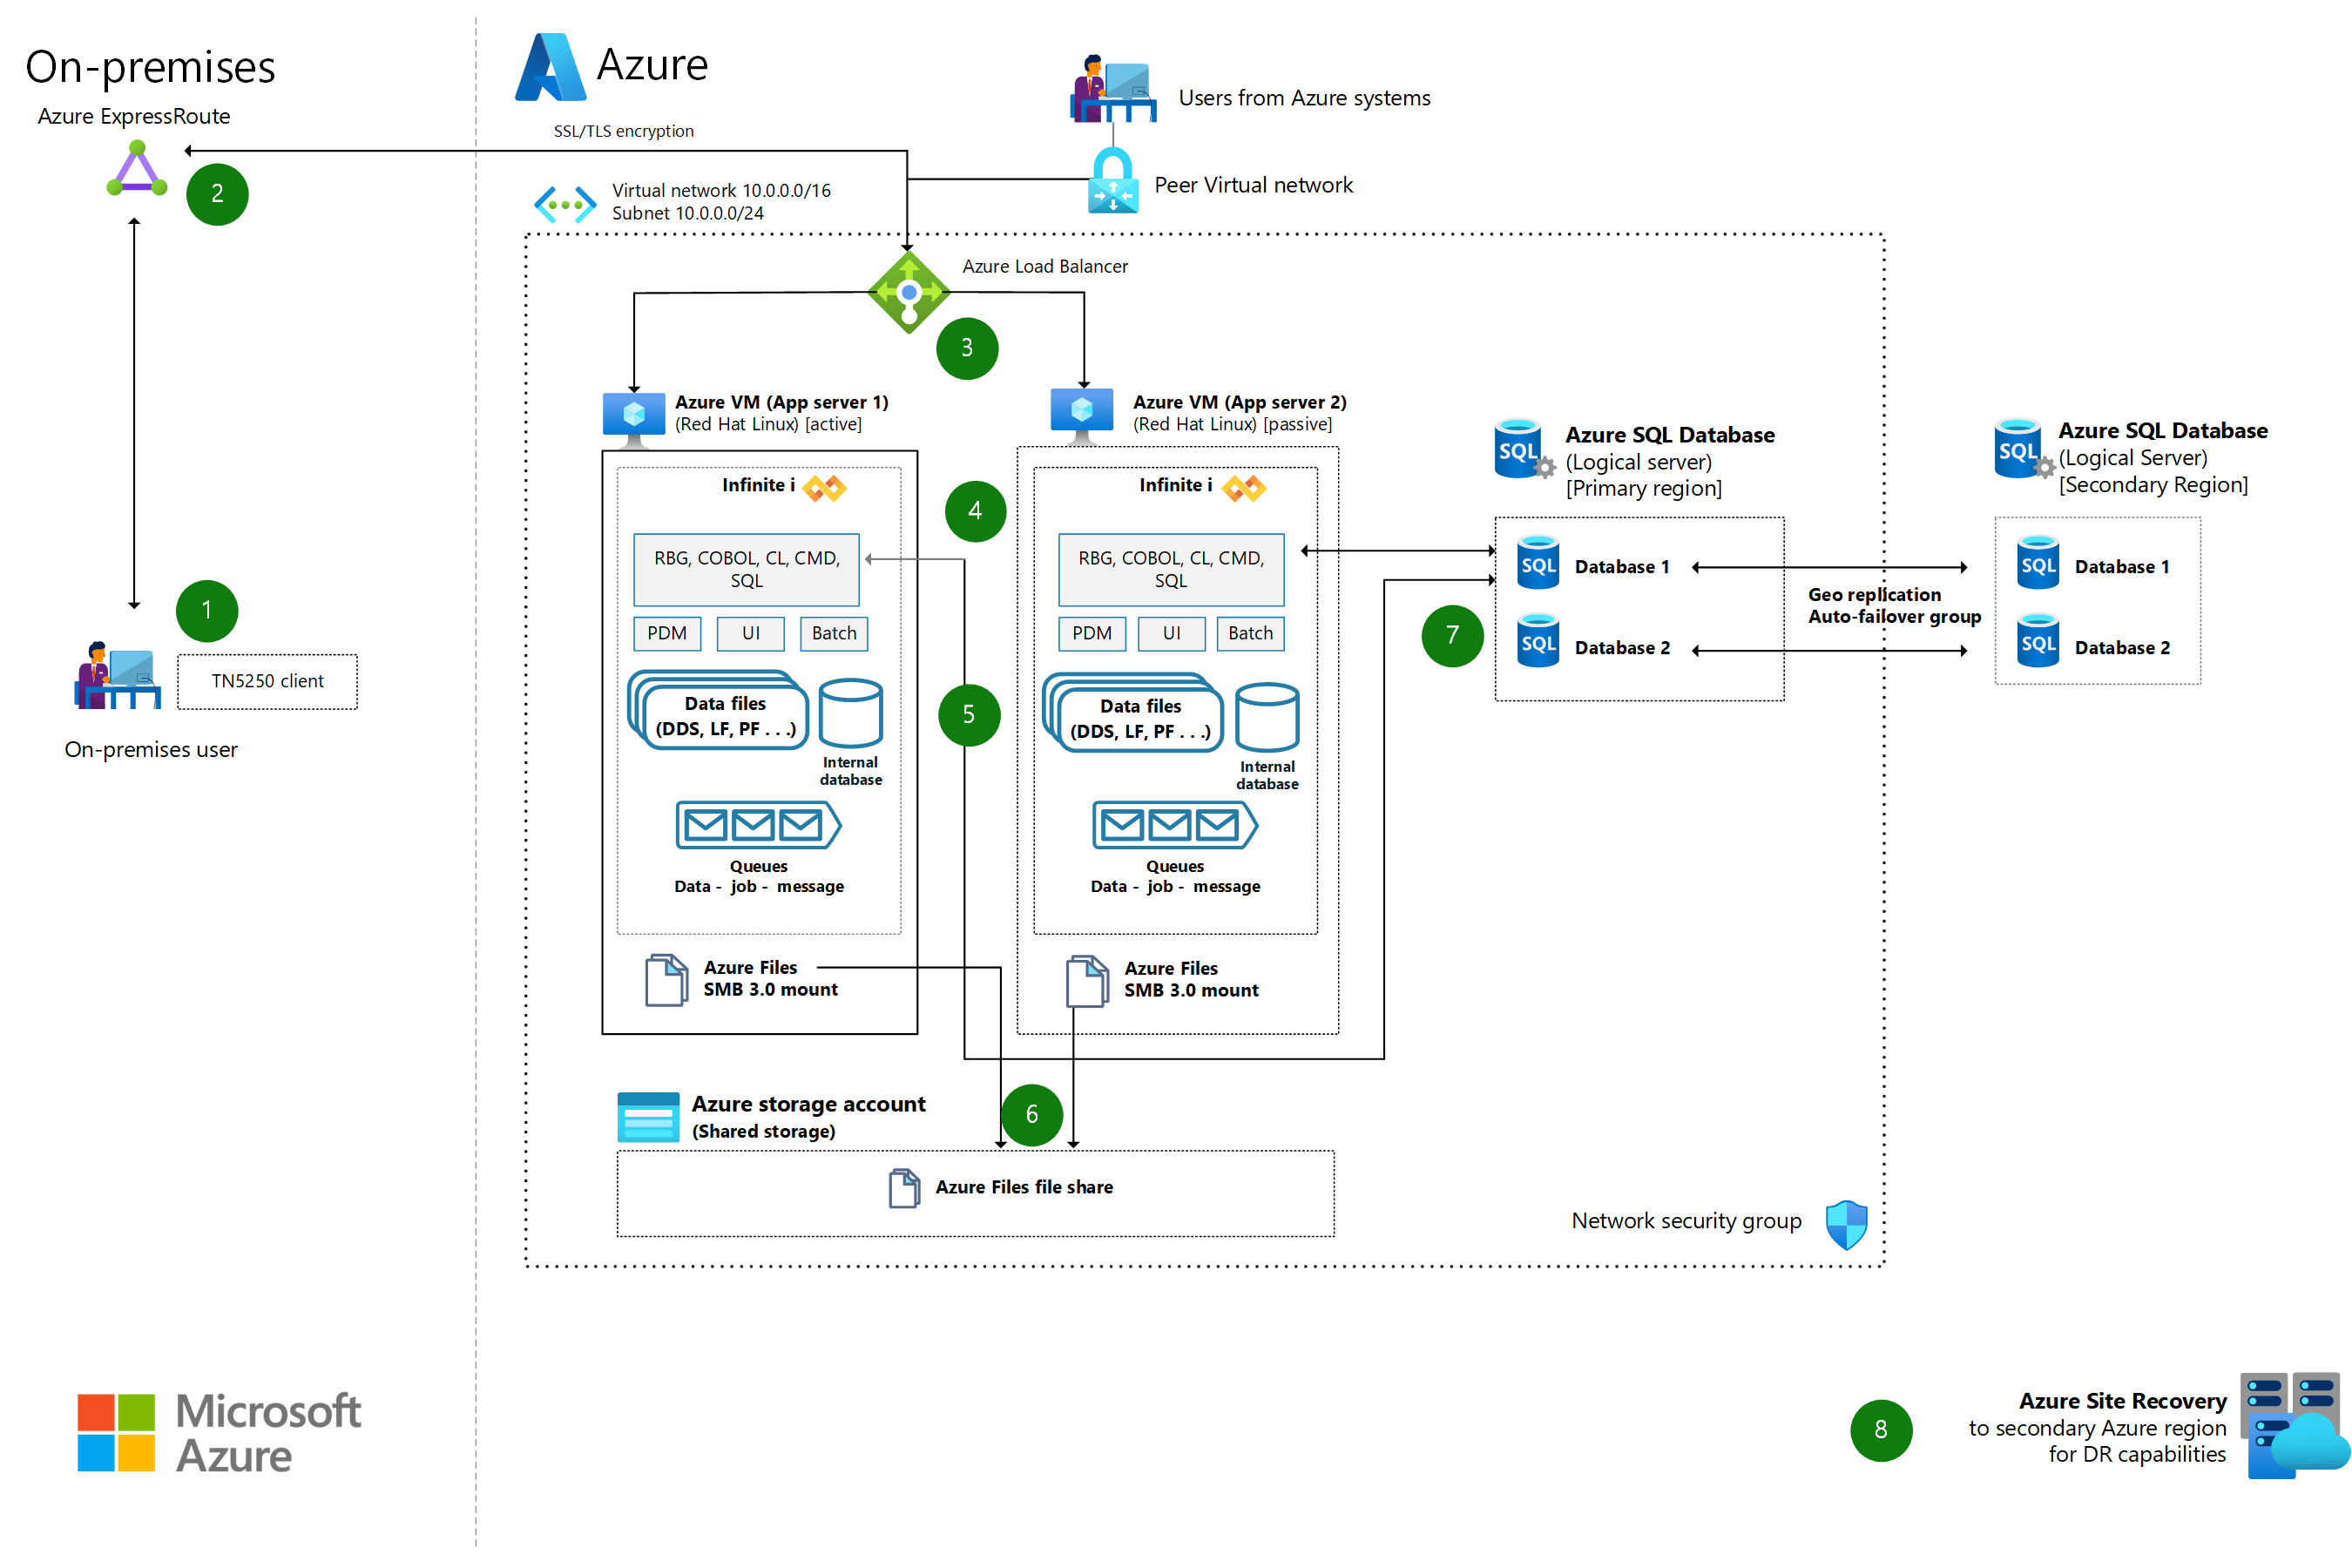 On-premises
Azure ExpressRoute
2
1
TN5250 client
On-premises user
Microsoft
Azure
Azure
SSL/TLS encryption
Users from Azure systems
Peer Virtual network
Virtual network 10.0.0.0/16
Subnet 10.0.0.0/24
Azure Load Balancer
3
Azure VM (App server 1)
(Red Hat Linux) [active]
Infinite i
RBG, COBOL, CL, CMD,
SQL
PDM
UI
Batch
Data files
(DDS, LF, PF . . .)
Internal
database
Queues
Data - job - message
Azure Files
SMB 3.0 mount
4
5
Azure VM (App server 2)
(Red Hat Linux) [passive]
Infinite i
RBG, COBOL, CL, CMD,
SQL
PDM
UI
Batch
Data files
(DDS, LF, PF . . .)
Internal
database
Queues
Data - job - message
Azure Files
SMB 3.0 mount
6
Azure storage account
(Shared storage)
Azure Files file share
7
Azure SQL Database
(Logical server)
[Primary region]
SQL
SQL
Database 1
SQL
Database 2
Geo replication
Auto-failover group
Azure SQL Database
(Logical Server)
[Secondary Region]
SQL
SQL
Database 1
SQL
Database 2
Network security group
8
Azure Site Recovery
to secondary Azure region
for DR capabilities